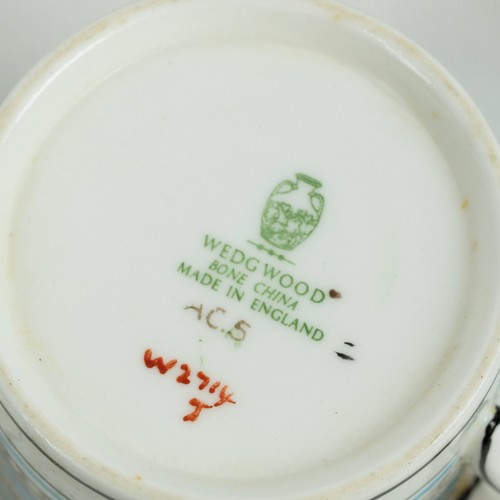 WEDGWOOD
BONE CHINA
MADE IN ENGLAND
AC.5
W2714
J